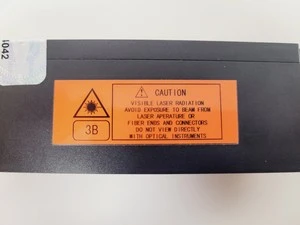 4042
CAUTION
VISIBLE LASER RADIATION
AVOID EXPOSURE TO BEAM FROM
LASER APERATURE OR
FIBER ENDS AND CONNECTORS
DO NOT VIEW DIRECTLY
WITH OPTICAL INSTRUMENTS
3B